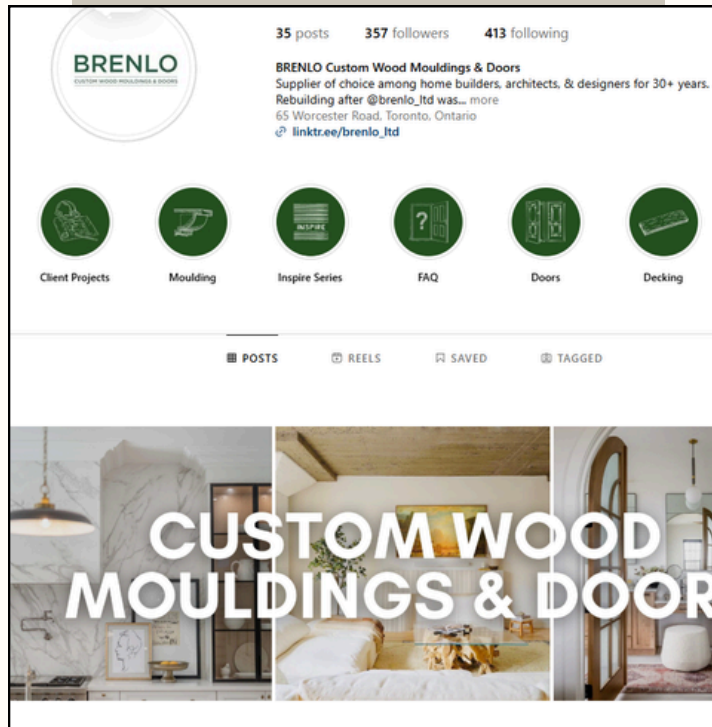 BRENLO
CUSTOM WOOD MOULDINGS & DOORS
35 posts 357 followers 413 following
BRENLO Custom Wood Mouldings & Doors
Supplier of choice among home builders, architects, & designers for 30+ years.
Rebuilding after @brenlo_ltd was... more
65 Worcester Road, Toronto, Ontario
linktr.ee/brenlo_ltd
INSPIRE
?
Client Projects Moulding Inspire Series FAQ Doors Decking
POSTS REELS SAVED TAGGED
CUSTOM WOOD
MOULDINGS & DOOR